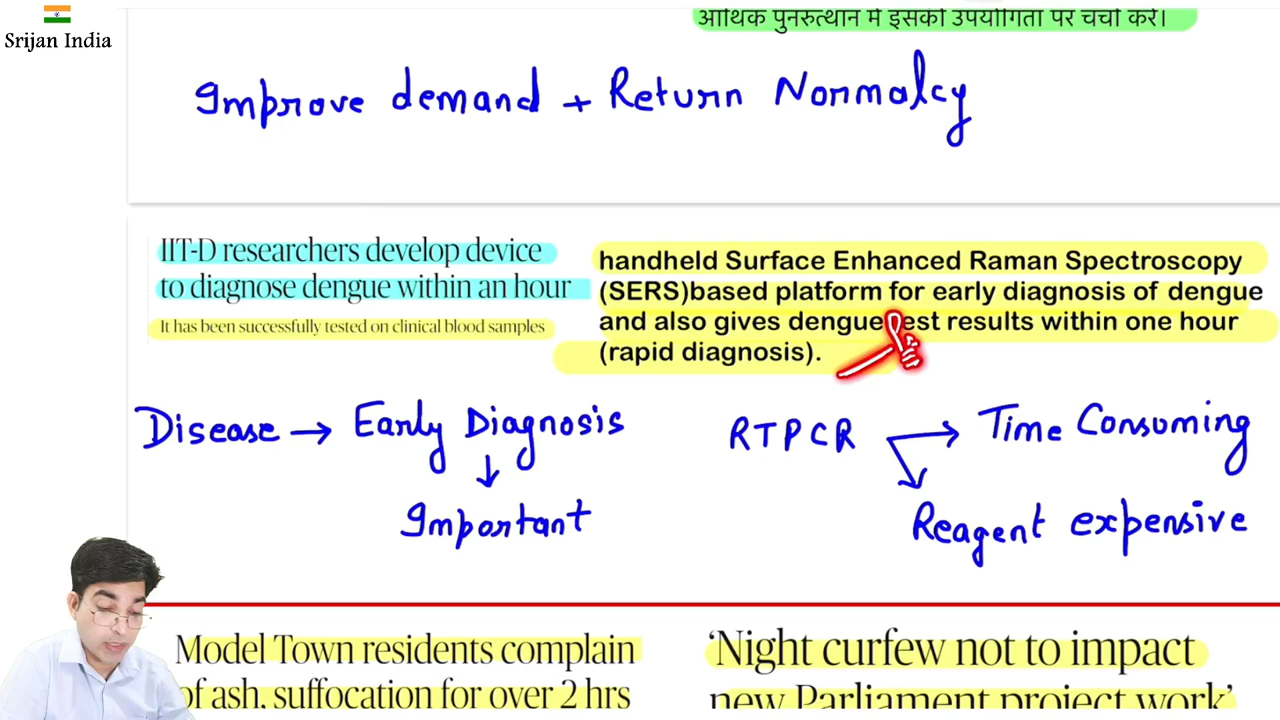 Srijan India
आर्थिक पुनरुत्थान में इसकी उपयोगिता पर चर्चा करें।
Improve demand + Return Normalcy
IIT-D researchers develop device
to diagnose dengue within an hour
It has been successfully tested on clinical blood samples
handheld Surface Enhanced Raman Spectroscopy
(SERS)based platform for early diagnosis of dengue
and also gives dengue test results within one hour
(rapid diagnosis).
Disease → Early Diagnosis
↓
Important
RTPCR → Time Consuming
Reagent expensive
Model Town residents complain
of ash, suffocation for over 2 hrs
‘Night curfew not to impact
new Parliament project work’